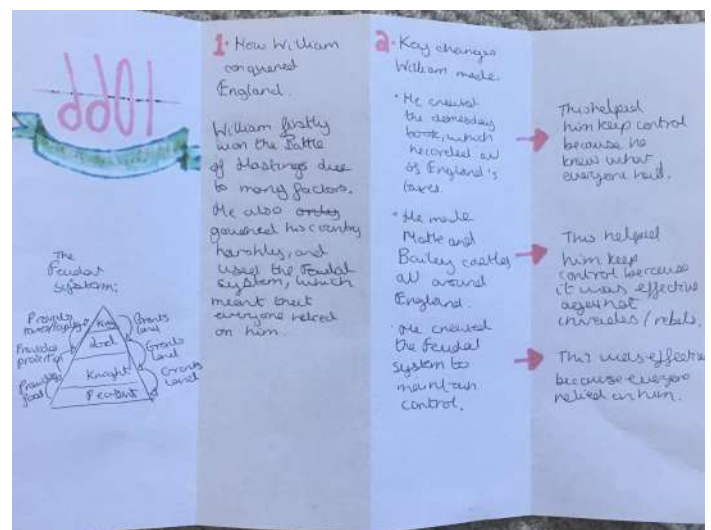 1066
The
Feudal
System:
Provides
Provides
Provides
food
King
Lord
Knight
Peasant
Grants
land
Grants
land
Grants
Land
1. How William
conquered
England.
William firstly
won the Battle
of Hastings due
to many factors.
He also
governed his country
harshly, and
used the Feudal
system, which
meant that
everyone relied
on him.
2. Key changes
William made.
• He created
the domesday
book, which
recorded all
of England's
taxes.
• He made
Motte and
Bailey castles
all around
England.
• He created
the Feudal
system to
maintain
control.
This helped
him keep control
because he
knew what
everyone had.
This helped
him keep
control because
it was effective
against
/ rebels.
This was effective
because everyone
relied on him.